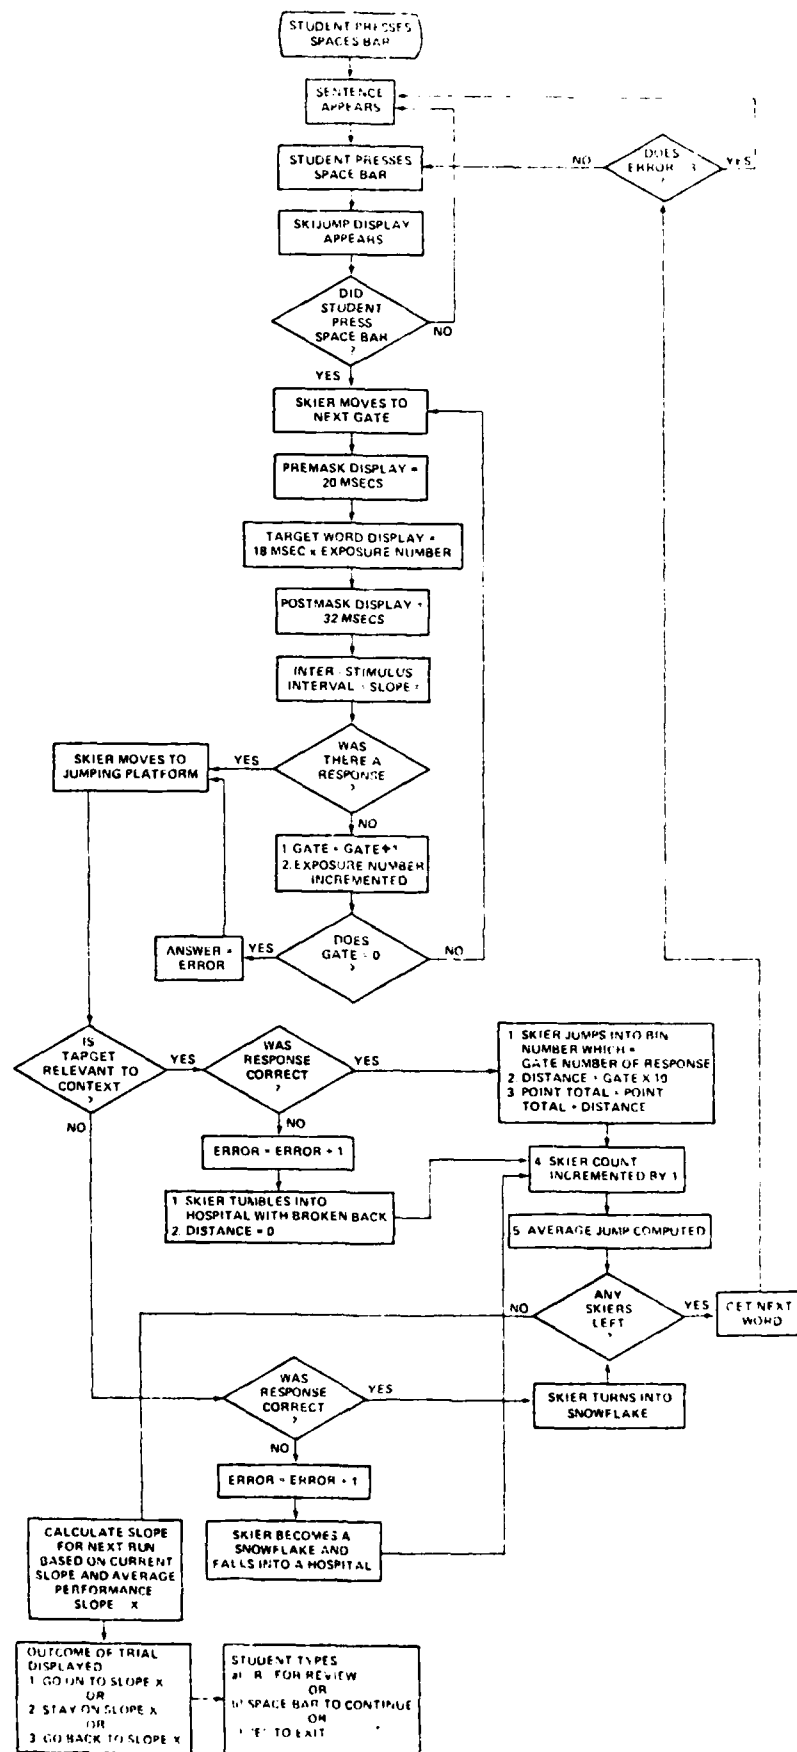 STUDENT PRESSES
SPACES BAR
SENTENCE
APPEARS
STUDENT PRESSES
SPACE BAR
NO
DOES
ERROR = 3
?
YES
SKIJUMP DISPLAY
APPEARS
DID
STUDENT
PRESS
SPACE BAR
?
NO
YES
SKIER MOVES TO
NEXT GATE
PREMASK DISPLAY =
20 MSECS
TARGET WORD DISPLAY =
18 MSEC x EXPOSURE NUMBER
POSTMASK DISPLAY =
32 MSECS
INTER - STIMULUS
INTERVAL = SLOPE
SKIER MOVES TO
JUMPING PLATFORM
YES
WAS
THERE A
RESPONSE
?
NO
1. GATE = GATE + 1
2. EXPOSURE NUMBER
INCREMENTED
ANSWER =
ERROR
YES
DOES
GATE = 0
?
NO
IS
TARGET
RELEVANT TO
CONTEXT
?
YES
WAS
RESPONSE
CORRECT
?
YES
1. SKIER JUMPS INTO BIN
NUMBER WHICH =
GATE NUMBER OF RESPONSE
2. DISTANCE = GATE X 10
3. POINT TOTAL = POINT
TOTAL + DISTANCE
NO
NO
ERROR = ERROR + 1
4. SKIER COUNT
INCREMENTED BY 1
1. SKIER TUMBLES INTO
HOSPITAL WITH BROKEN BACK
2. DISTANCE = 0
5. AVERAGE JUMP COMPUTED
NO
ANY
SKIERS
LEFT
?
YES
GET NEXT
WORD
WAS
RESPONSE
CORRECT
?
YES
SKIER TURNS INTO
SNOWFLAKE
NO
ERROR = ERROR + 1
SKIER BECOMES A
SNOWFLAKE AND
FALLS INTO A HOSPITAL
CALCULATE SLOPE
FOR NEXT RUN
BASED ON CURRENT
SLOPE AND AVERAGE
PERFORMANCE
SLOPE X
OUTCOME OF TRIAL
DISPLAYED
1. GO ON TO SLOPE X
OR
2. STAY ON SLOPE X
OR
3. GO BACK TO SLOPE X
STUDENT TYPES
a) R FOR REVIEW
OR
b) SPACE BAR TO CONTINUE
OR
"E" TO EXIT